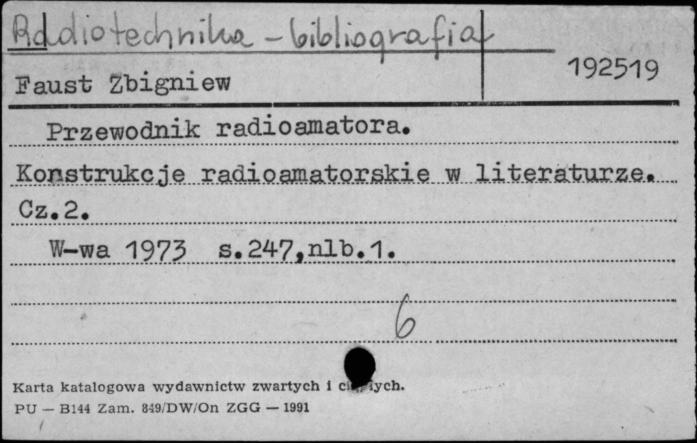 Radiotechnika - bibliografia
192519
Faust Zbigniew
Przewodnik radioamatora.
Konstrukcje radioamatorskie w literaturze.
Cz.2.
W-wa 1973 s.247,nlb.1.
6
Karta katalogowa wydawnictw zwartych i
PU — B144 Zam. 849/DW/On ZGG — 1991